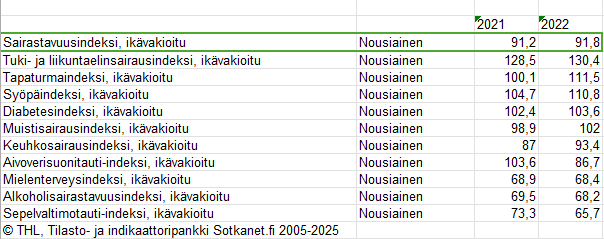 2021 2022
Sairastavuusindeksi, ikävakioitu Nousiainen 91,2 91,8
Tuki- ja liikuntaelinsairausindeksi, ikävakioitu Nousiainen 128,5 130,4
Tapaturmaindeksi, ikävakioitu Nousiainen 100,1 111,5
Syöpäindeksi, ikävakioitu Nousiainen 104,7 110,8
Diabetesindeksi, ikävakioitu Nousiainen 102,4 103,6
Muistisairausindeksi, ikävakioitu Nousiainen 98,9 102
Keuhkosairausindeksi, ikävakioitu Nousiainen 87 93,4
Aivoverisuonitauti-indeksi, ikävakioitu Nousiainen 103,6 86,7
Mielenterveysindeksi, ikävakioitu Nousiainen 68,9 68,4
Alkoholisairastavuusindeksi, ikävakioitu Nousiainen 69,5 68,2
Sepelvaltimotauti-indeksi, ikävakioitu Nousiainen 73,3 65,7
© THL, Tilasto- ja indikaattoripankki Sotkanet.fi 2005-2025